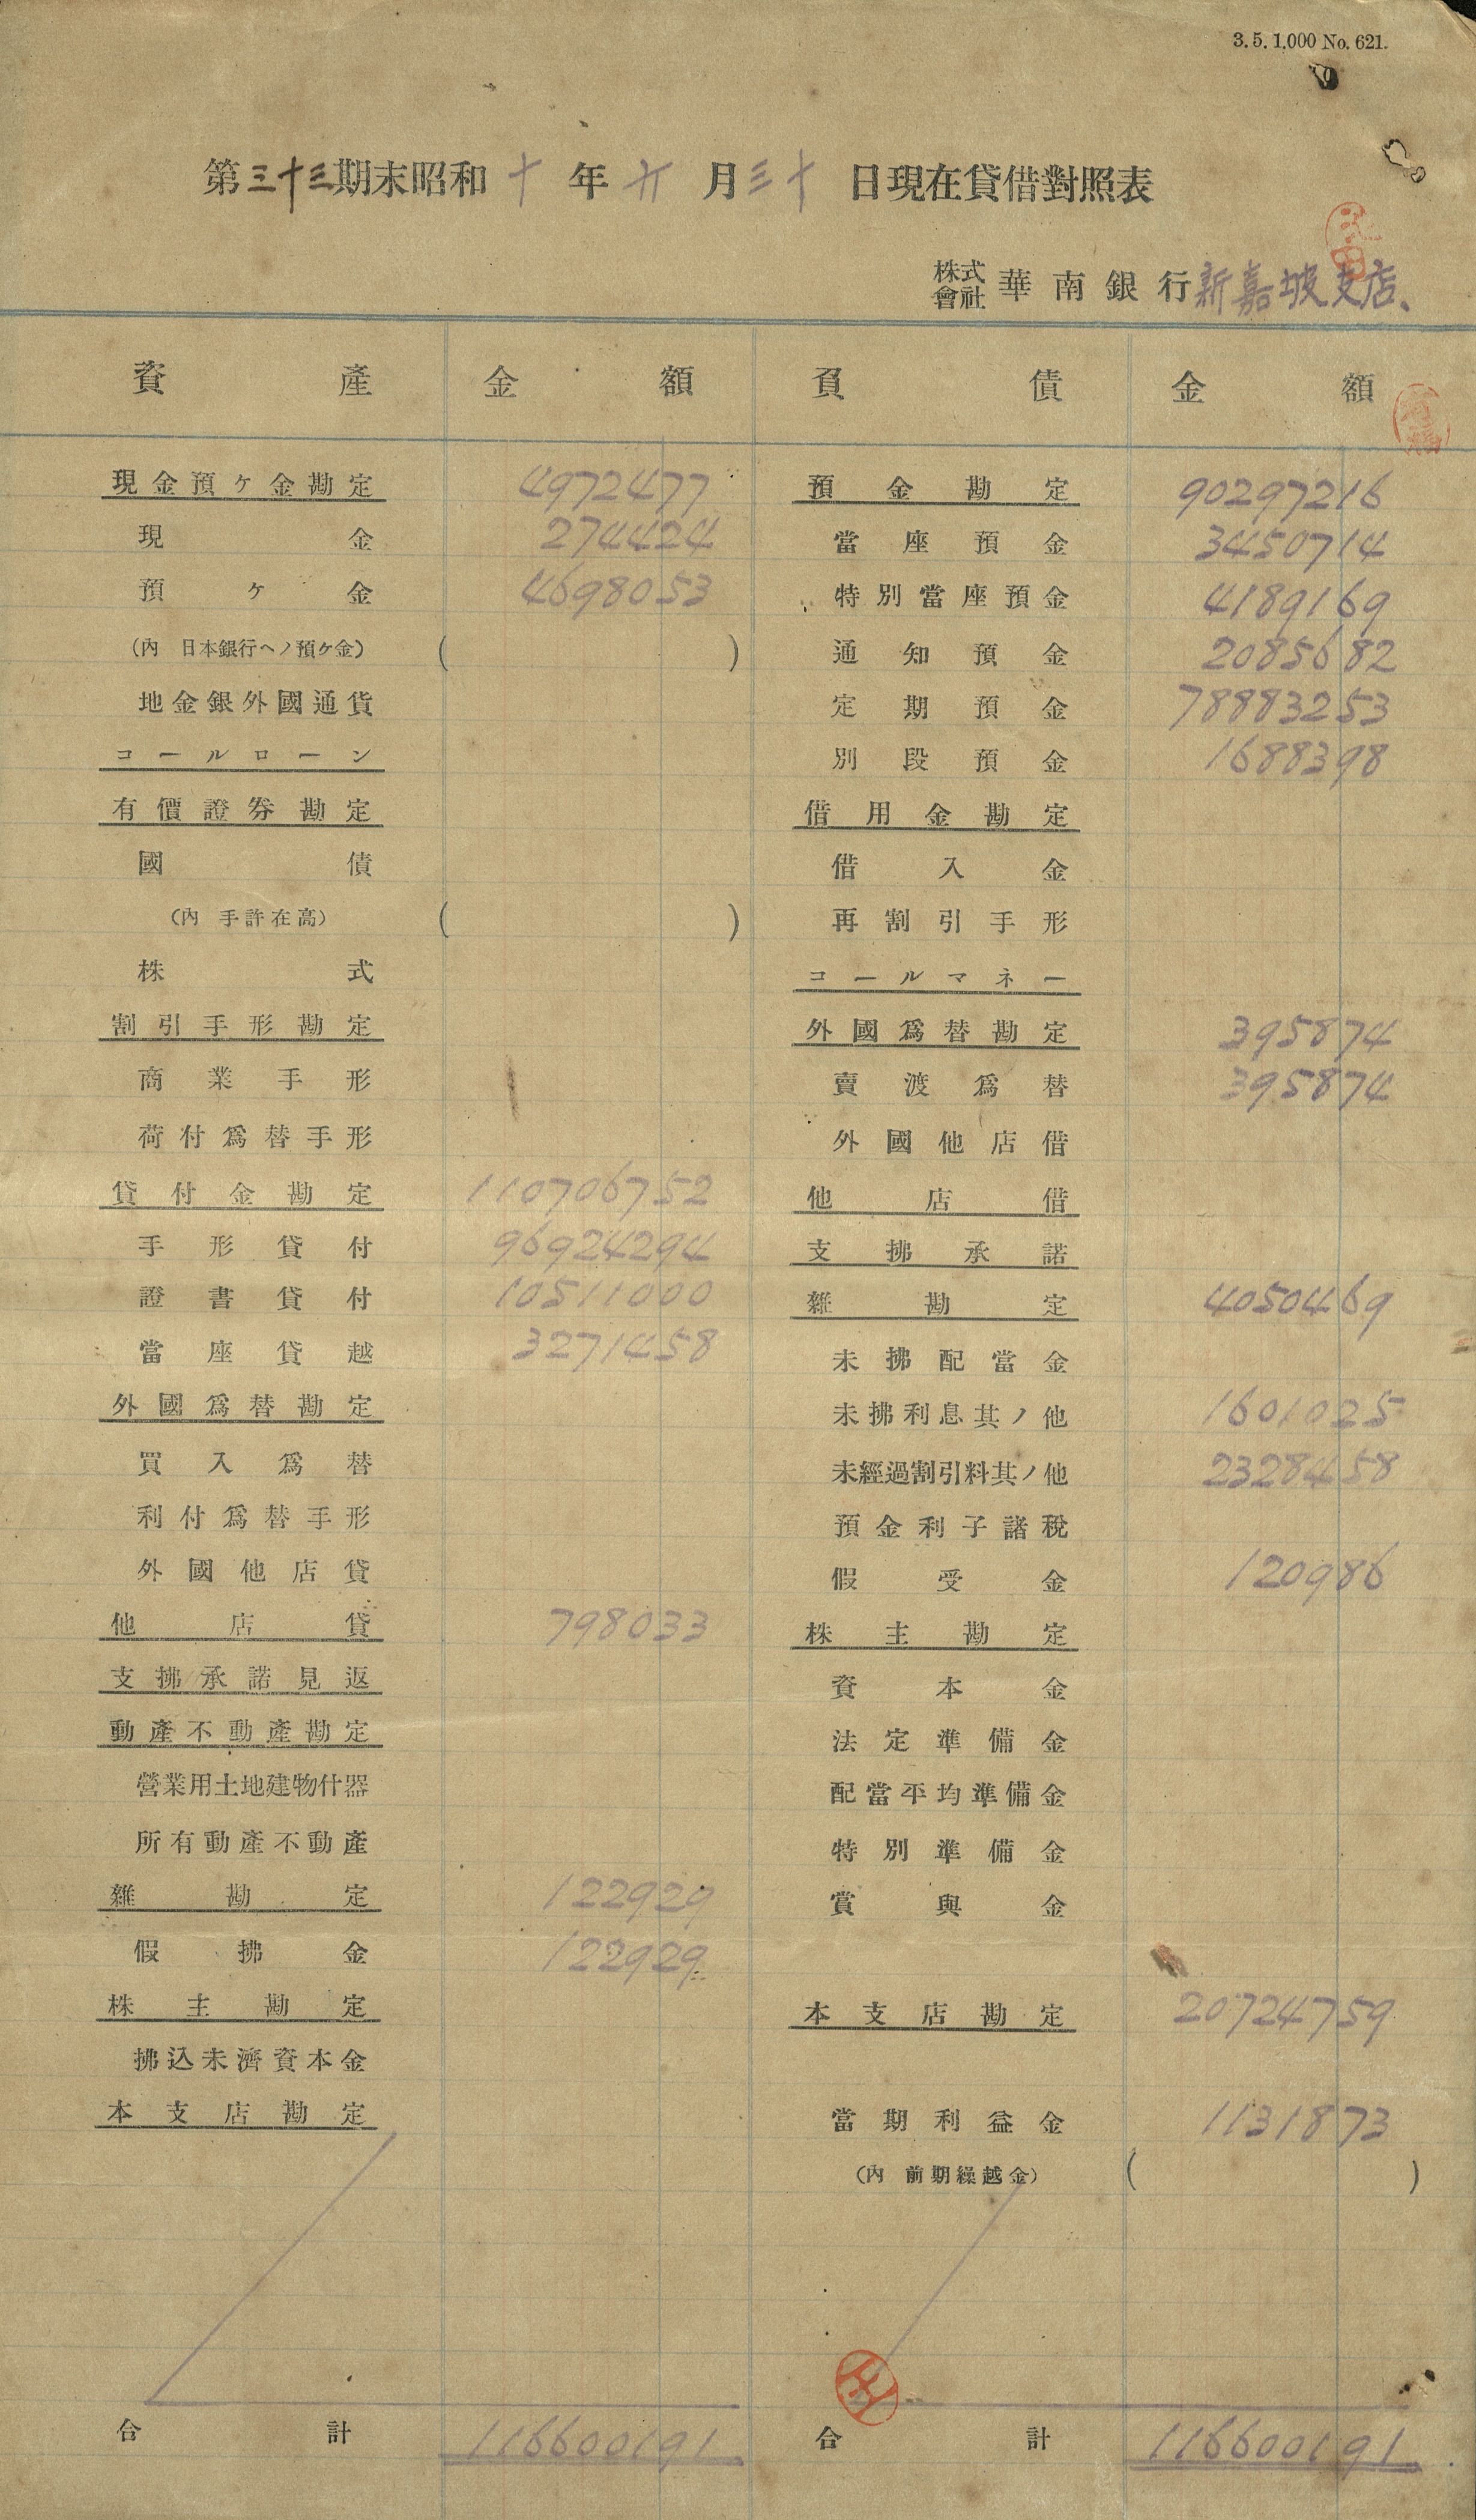 3. 5. 1,000 No. 621.
第三十三期末昭和十年六月三十日現在貸借對照表
株式會社 華南銀行新嘉坡支店、
資產 金額 負債 金額
現金預ケ金勘定 4972477 預金勘定 90297216
現金 274424 當座預金 3450714
預ケ金 4698053 特別當座預金 4189169
(內 日本銀行ヘノ預ケ金) ( ) 通知預金 2085682
地金銀外國通貨 定期預金 78883253
コールローン 別段預金 1688398
有價證券勘定 借用金勘定
國債 借入金
(內 手許在高) ( ) 再割引手形
株式 コールマネー
割引手形勘定 外國爲替勘定 395874
商業手形 賣渡爲替 395874
荷付爲替手形 外國他店借
貸付金勘定 110706752 他店借
手形貸付 96924294 支拂承諾
證書貸付 10511000 雜勘定 4050469
當座貸越 3271458 未拂配當金
外國爲替勘定 未拂利息其ノ他 1601025
買入爲替 未經過割引料其ノ他 2328458
利付爲替手形 預金利子諸稅
外國他店貸 假受金 120986
他店貸 798033 株主勘定
支拂承諾見返 資本金
動產不動產勘定 法定準備金
營業用土地建物什器 配當平均準備金
所有動產不動產 特別準備金
雜勘定 122929 賞與金
假拂金 122929
株主勘定 本支店勘定 20724759
拂込未濟資本金
本支店勘定 當期利益金 1131873
(內 前期繰越金) ( )
合計 116600191 合計 116600191